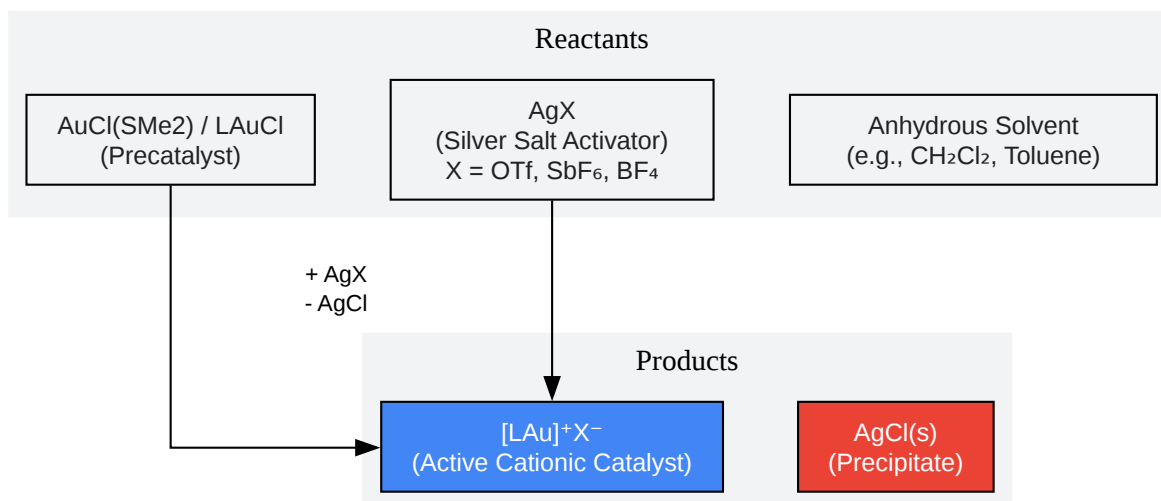 Reactants
AuCl(SMe2) / LAuCl
(Precatalyst)
AgX
(Silver Salt Activator)
X = OTf, SbF₆, BF₄
Anhydrous Solvent
(e.g., CH₂Cl₂, Toluene)
+ AgX
- AgCl
Products
[LAu]⁺X⁻
(Active Cationic Catalyst)
AgCl(s)
(Precipitate)